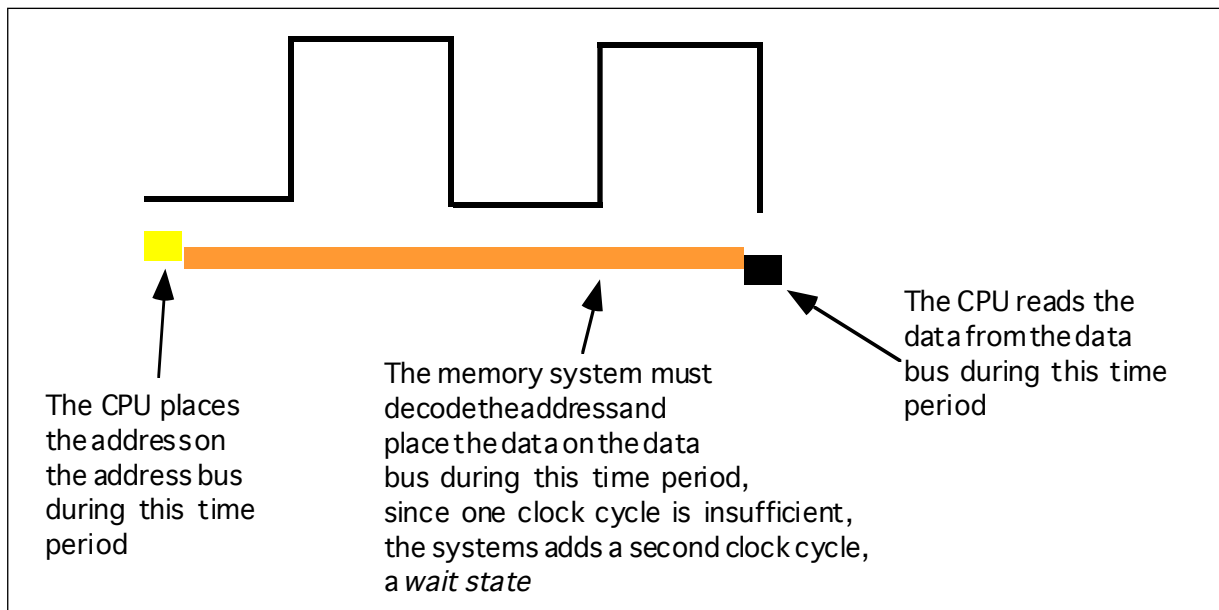 The CPU places
the address on
the address bus
during this time
period
The memory system must
decode the address and
place the data on the data
bus during this time period,
since one clock cycle is insufficient,
the systems adds a second clock cycle,
a wait state
The CPU reads the
data from the data
bus during this time
period